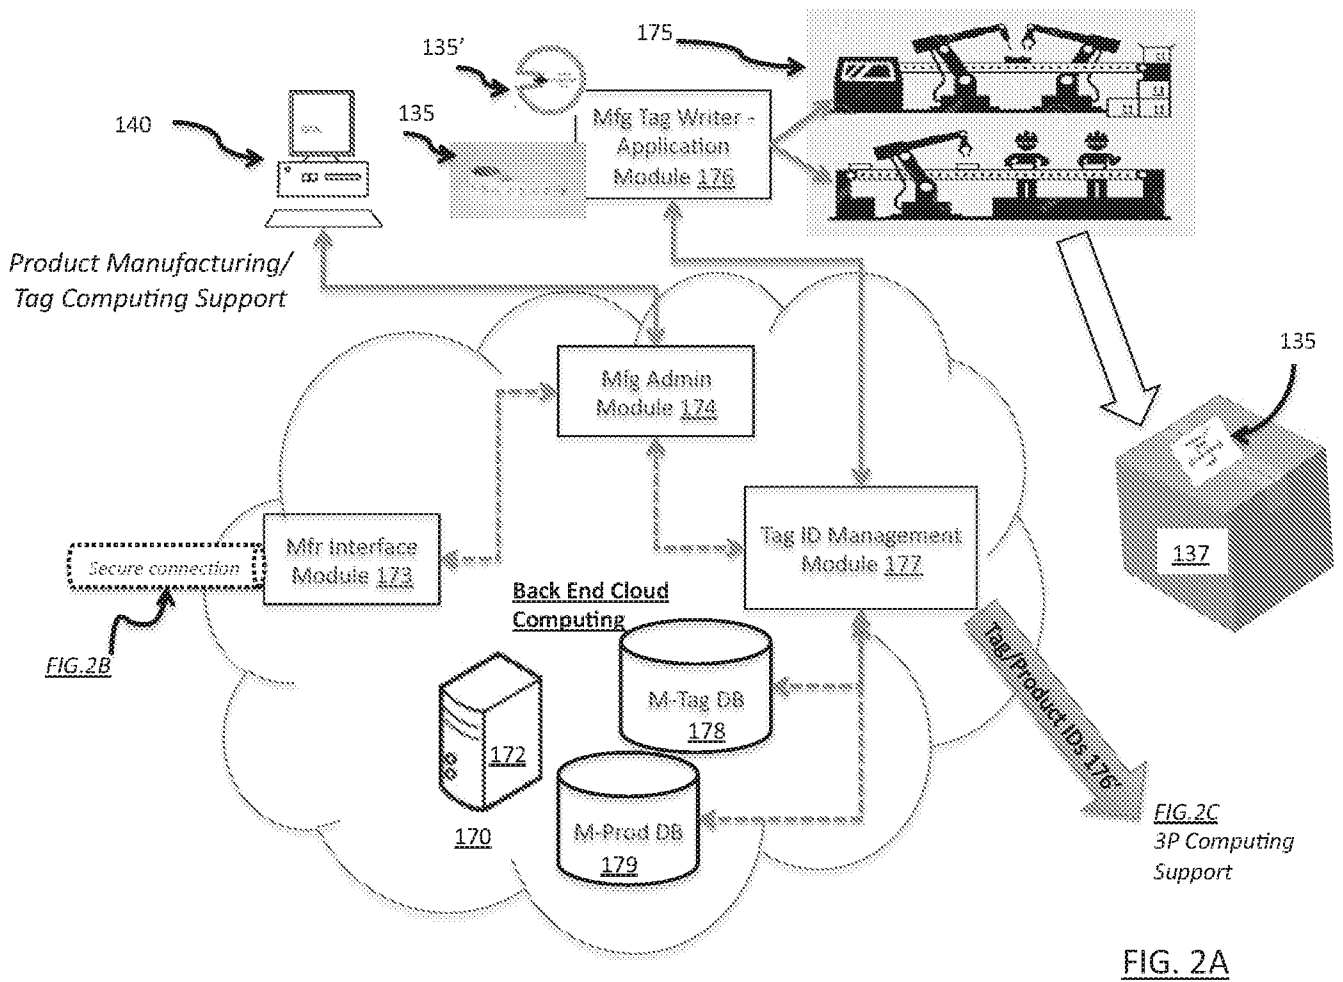 175
135’
140
135
Mfg Tag Writer -
Application
Module 176
Product Manufacturing/
Tag Computing Support
135
Mfg Admin
Module 174
137
Mfr Interface
Module 173
Tag ID Management
Module 177
Secure connection
FIG.2B
Back End Cloud
Computing
M-Tag DB
178
Tag/Product IDs 176’
172
170
M-Prod DB
179
FIG.2C
3P Computing
Support
FIG. 2A